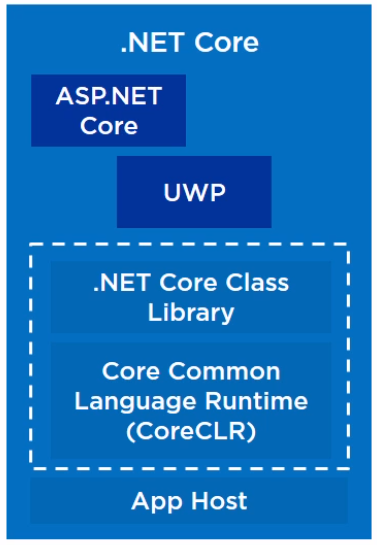 .NET Core
ASP.NET
Core
UWP
.NET Core Class
Library
Core Common
Language Runtime
(CoreCLR)
App Host